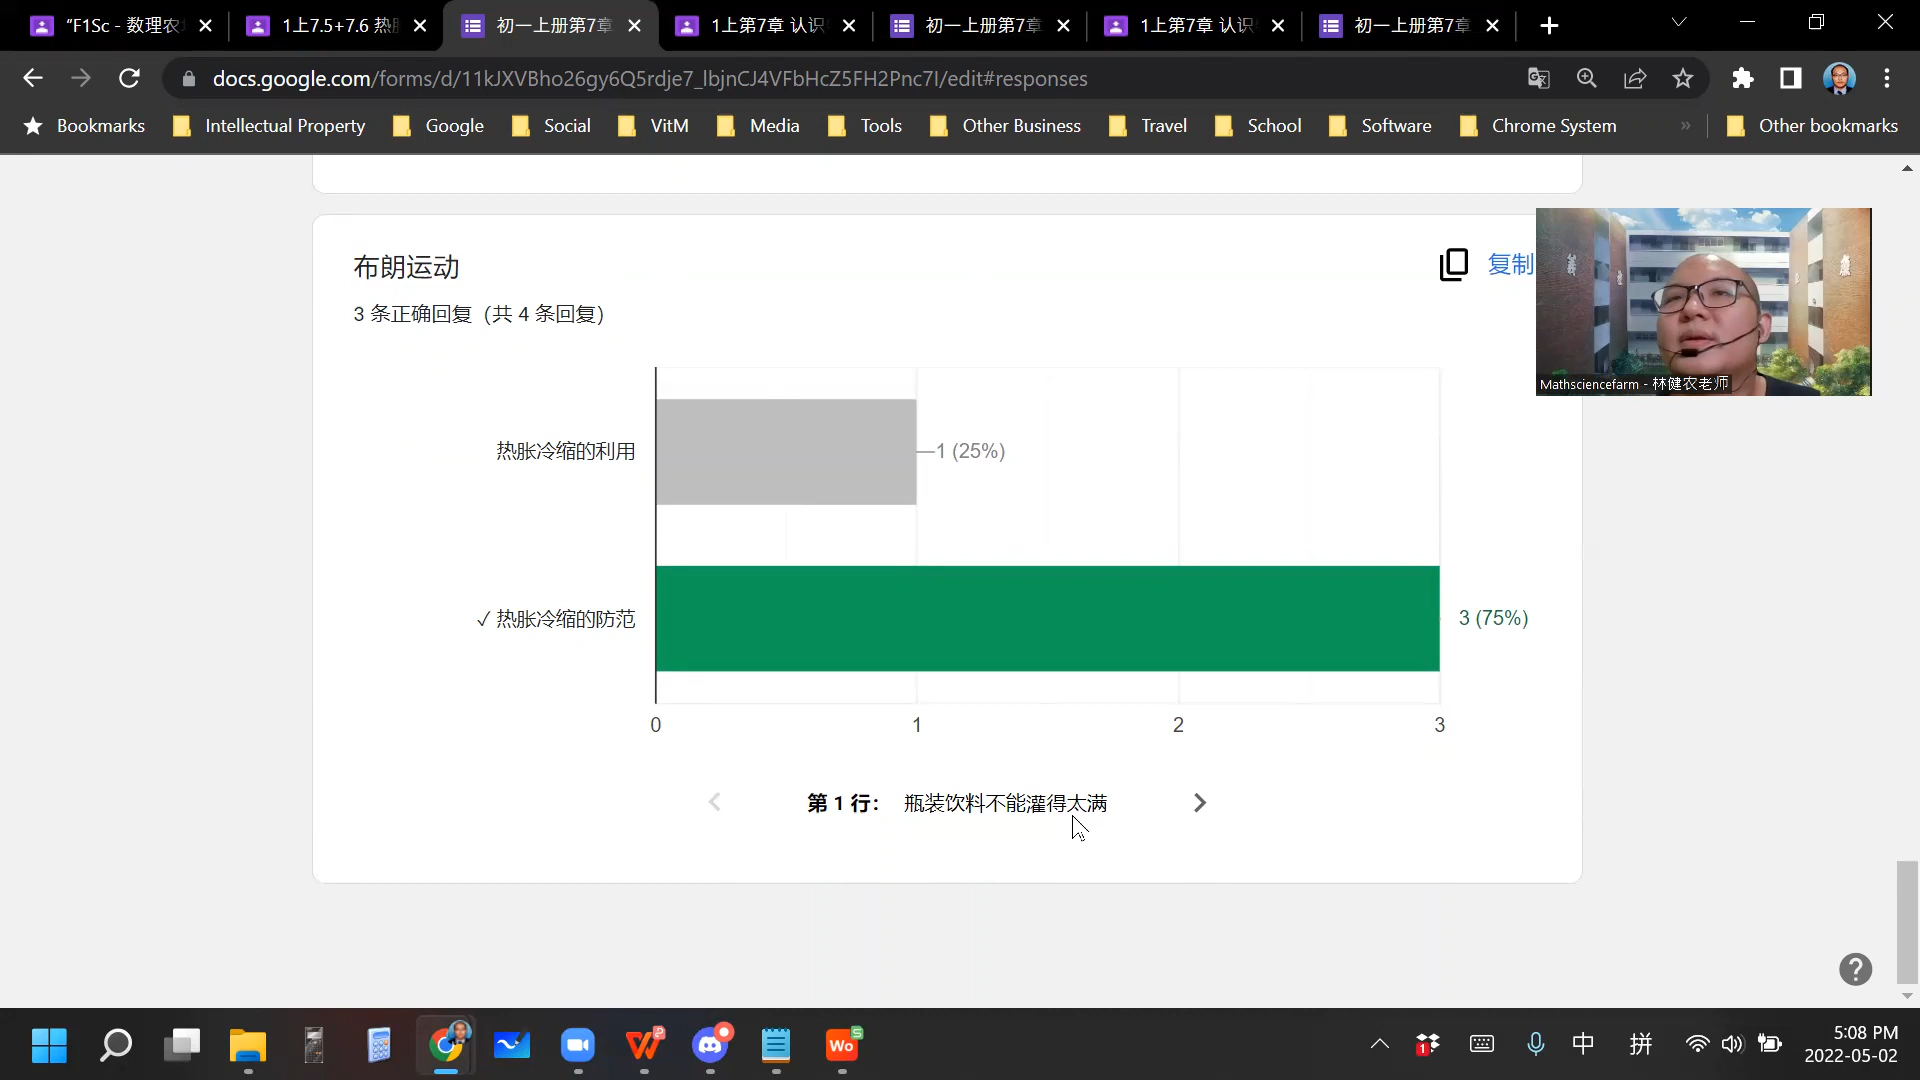 “F1Sc - 数理农
1上7.5+7.6 热
初一上册第7章
1上第7章 认识
初一上册第7章
1上第7章 认识
初一上册第7章
docs.google.com/forms/d/11kJXVBho26gy6Q5rdje7_lbjnCJ4VFbHcZ5FH2Pnc7I/edit#responses
Bookmarks
Intellectual Property
Google
Social
VitM
Media
Tools
Other Business
Travel
School
Software
Chrome System
Other bookmarks
布朗运动
复制
3 条正确回复（共 4 条回复）
Mathsciencefarm - 林健农老师
热胀冷缩的利用
1 (25%)
✓ 热胀冷缩的防范
3 (75%)
0
1
2
3
第 1 行： 瓶装饮料不能灌得太满
中
拼
5:08 PM
2022-05-02